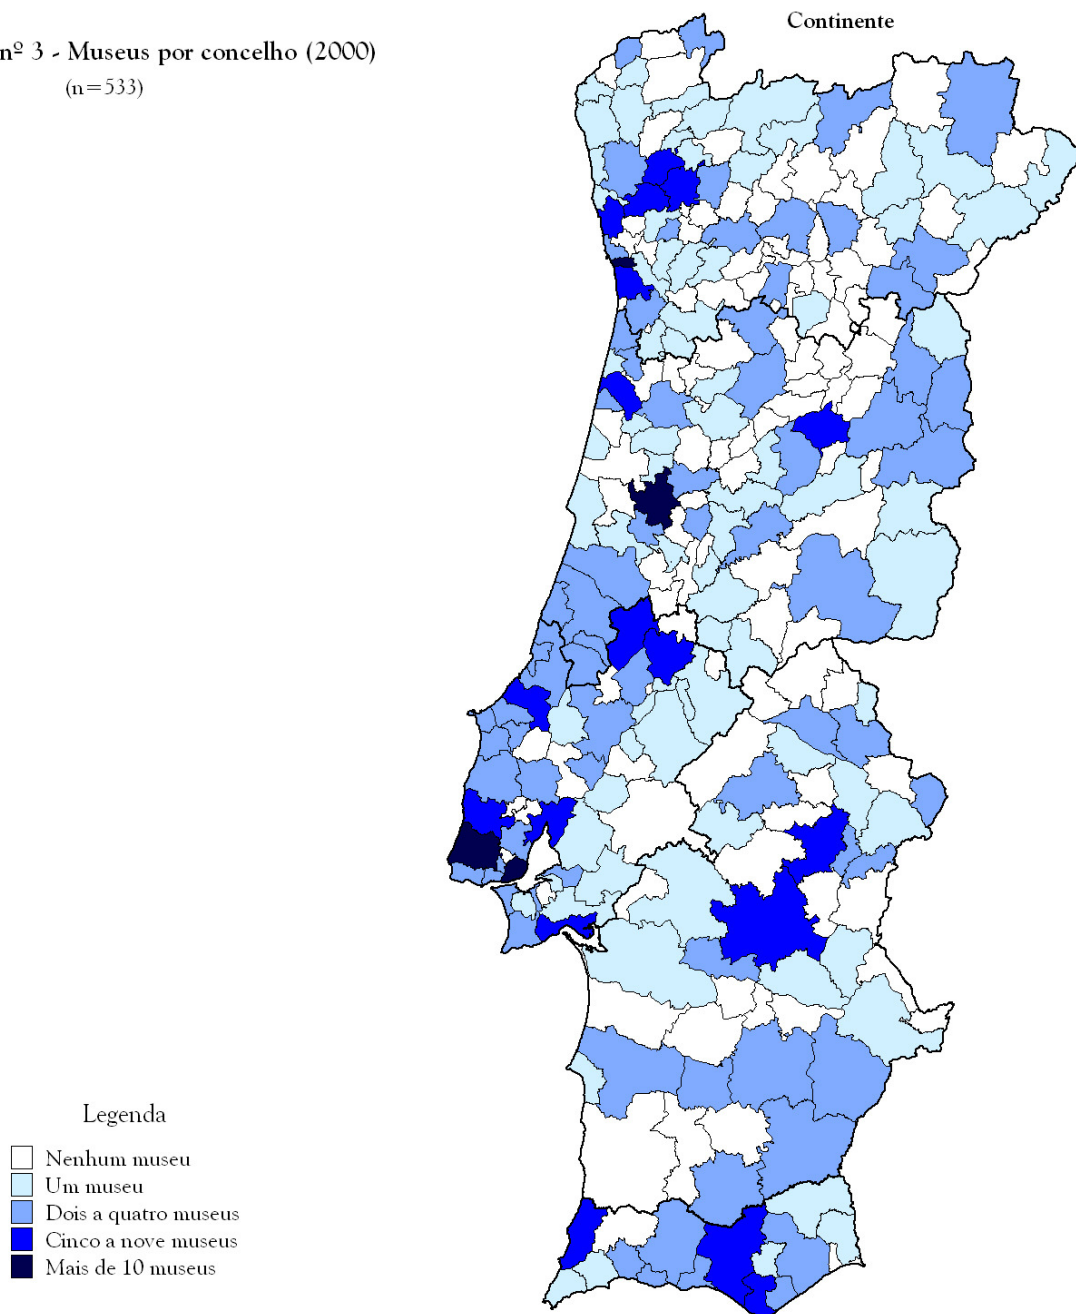 Continente
nº 3 - Museus por concelho (2000)
(n=533)
Legenda
Nenhum museu
Um museu
Dois a quatro museus
Cinco a nove museus
Mais de 10 museus